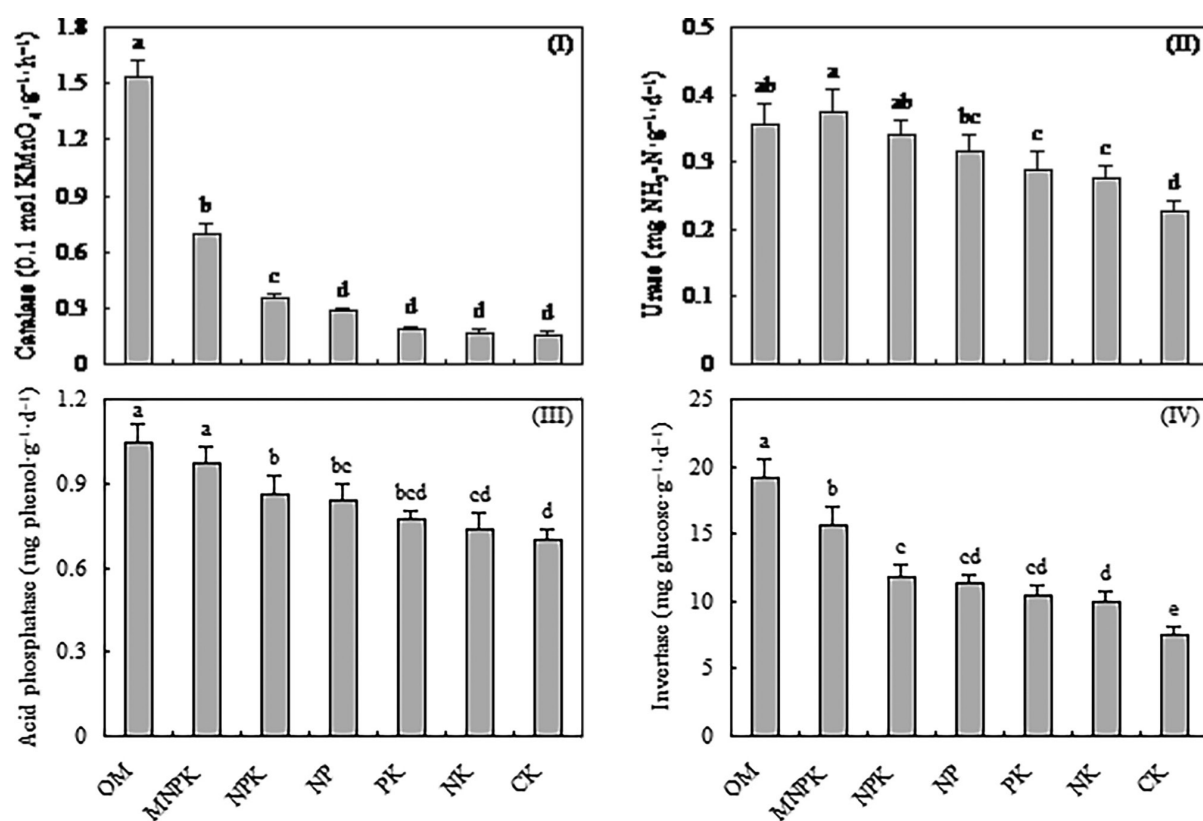 Catalase (0.1 mol KMnO4·g⁻¹·h⁻¹)
1.8
1.5
1.2
0.9
0.6
0.3
0
(I)
a
b
c
d
d
d
d
Urase (mg NH3-N·g⁻¹·d⁻¹)
0.5
0.4
0.3
0.2
0.1
0
(II)
ab
a
ab
bc
c
c
d
Acid phosphatase (mg phenol·g⁻¹·d⁻¹)
1.2
0.9
0.6
0.3
0
(III)
a
a
b
bc
bcd
cd
d
OM
MNPK
NPK
NP
PK
NK
CK
Invertase (mg glucose·g⁻¹·d⁻¹)
25
20
15
10
5
0
(IV)
a
b
c
cd
cd
d
e
OM
MNPK
NPK
NP
PK
NK
CK